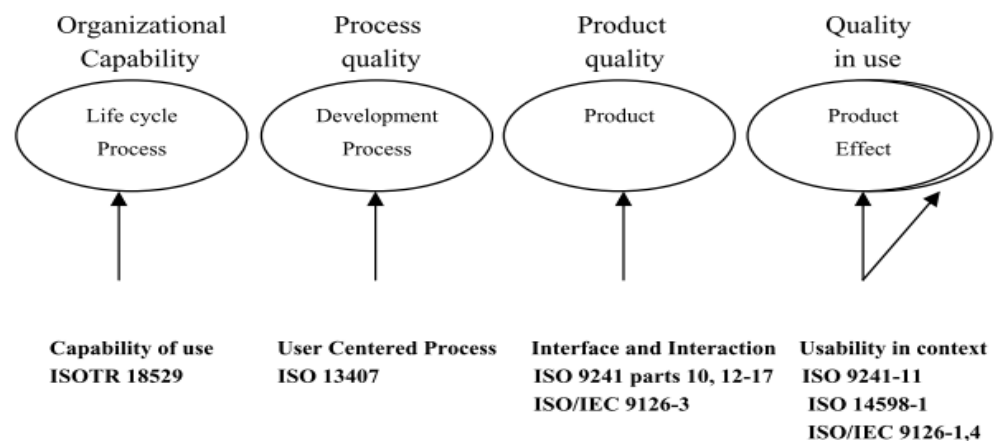 Organizational
Capability
Process
quality
Product
quality
Quality
in use
Life cycle
Process
Development
Process
Product
Product
Effect
Capability of use
ISOTR 18529
User Centered Process
ISO 13407
Interface and Interaction
ISO 9241 parts 10, 12-17
ISO/IEC 9126-3
Usability in context
ISO 9241-11
ISO 14598-1
ISO/IEC 9126-1,4